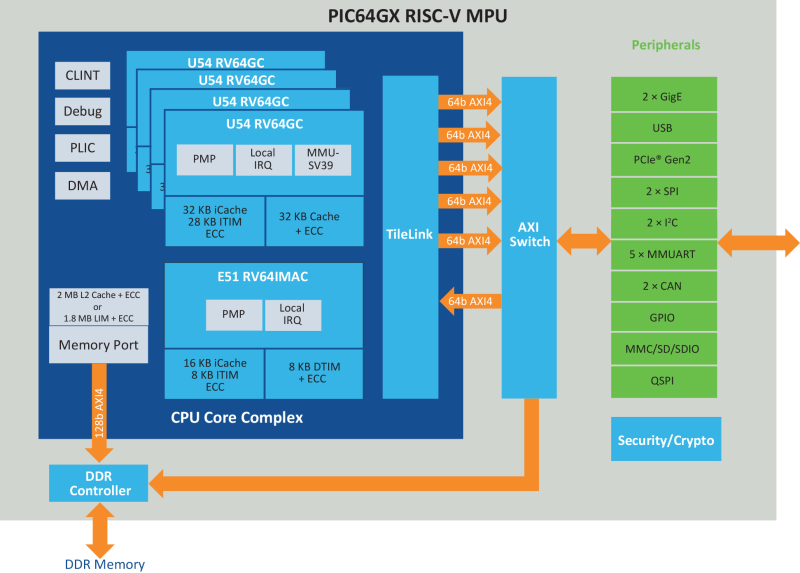 PIC64GX RISC-V MPU
CLINT
Debug
PLIC
DMA
U54 RV64GC
U54 RV64GC
U54 RV64GC
U54 RV64GC
PMP
Local
IRQ
MMU-
SV39
32 KB iCache
28 KB ITIM
ECC
32 KB Cache
+ ECC
E51 RV64IMAC
PMP
Local
IRQ
16 KB iCache
8 KB ITIM
ECC
8 KB DTIM
+ ECC
2 MB L2 Cache + ECC
or
1.8 MB LIM + ECC
Memory Port
128b AXI4
CPU Core Complex
TileLink
64b AXI4
64b AXI4
64b AXI4
64b AXI4
64b AXI4
64b AXI4
AXI
Switch
Peripherals
2 × GigE
USB
PCIe® Gen2
2 × SPI
2 × I²C
5 × MMUART
2 × CAN
GPIO
MMC/SD/SDIO
QSPI
Security/Crypto
DDR
Controller
DDR Memory